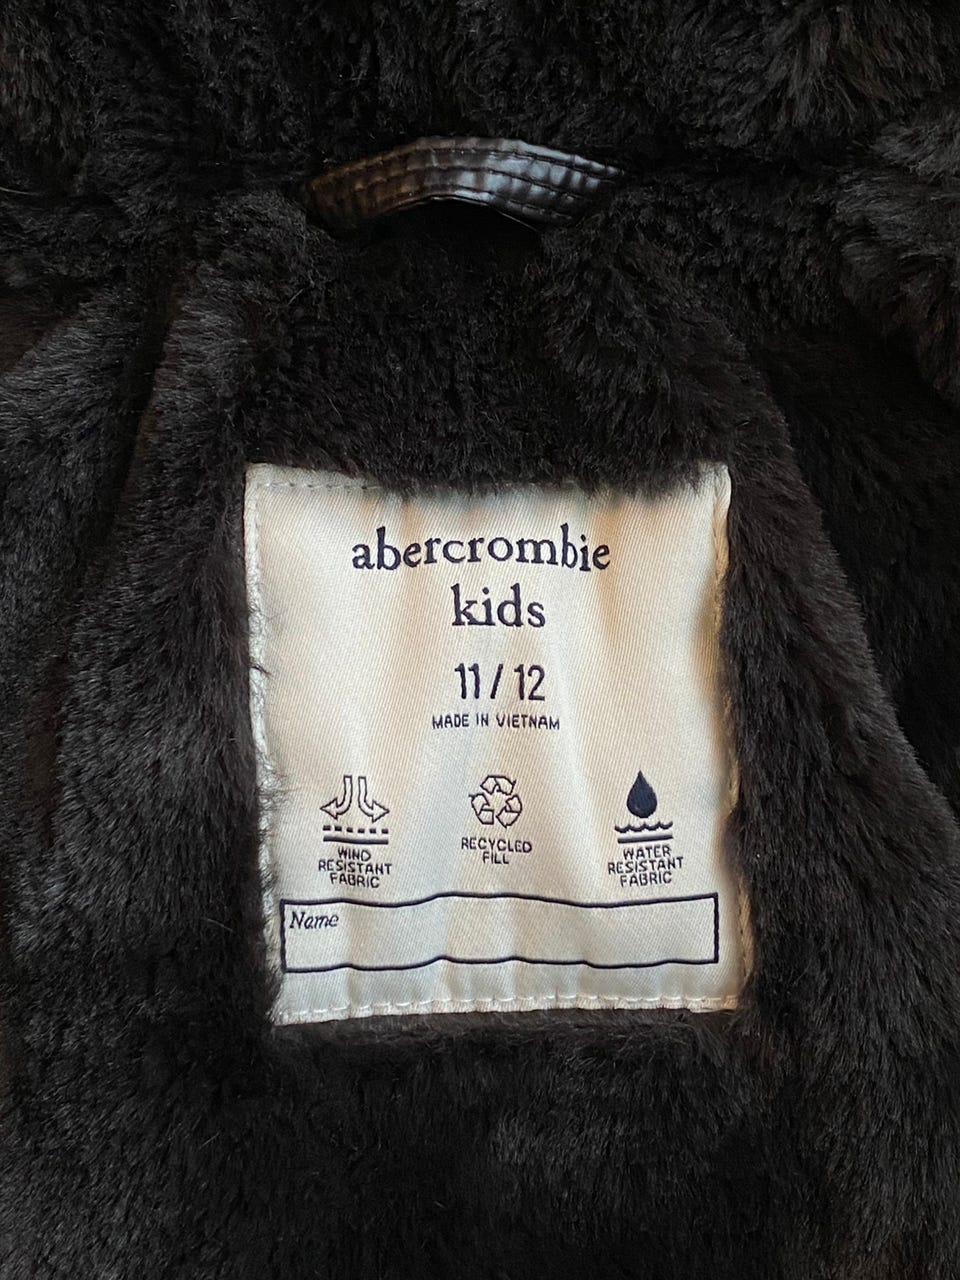 abercrombie
kids
11 / 12
MADE IN VIETNAM
WIND
RESISTANT
FABRIC
RECYCLED
FILL
WATER
RESISTANT
FABRIC
Name